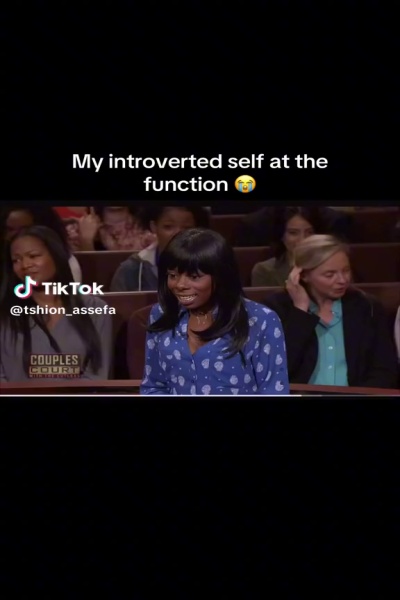 My introverted self at the
function 😭
TikTok
@tshion_assefa
COUPLES
COURT